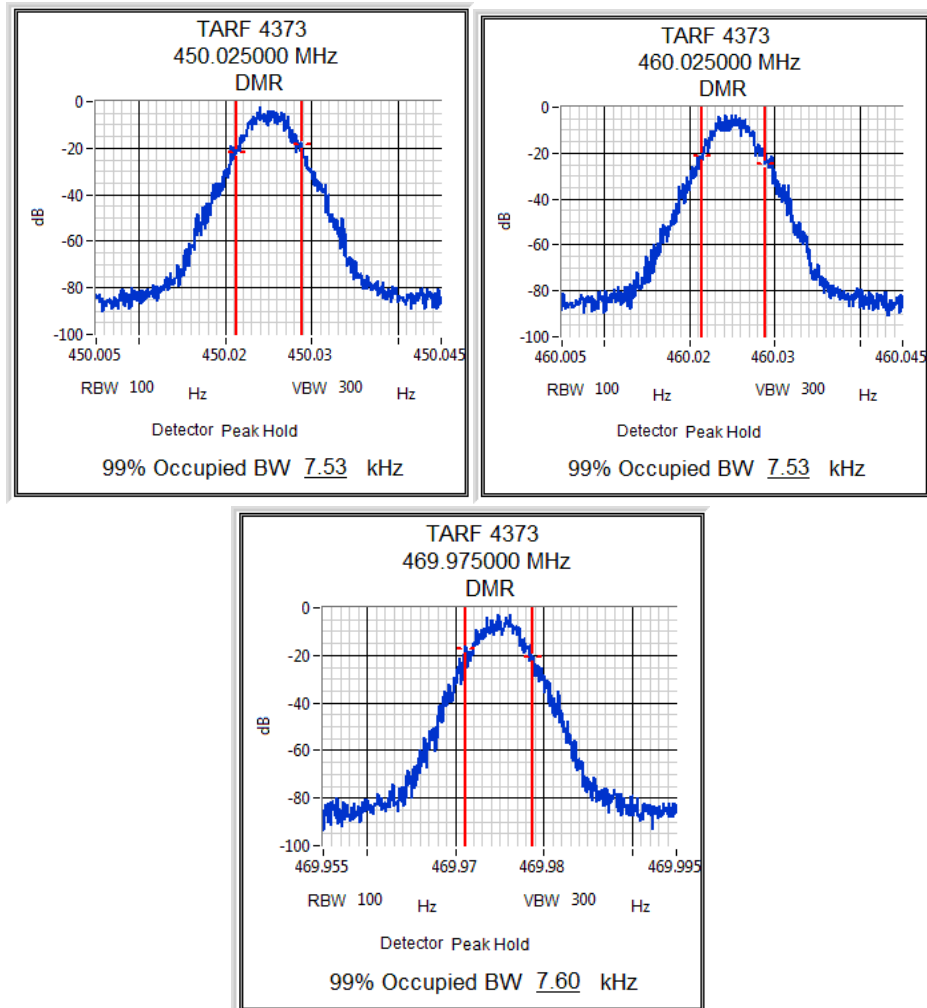 TARF 4373
450.025000 MHz
DMR
0
-20
-40
-60
-80
-100
dB
450.005 450.02 450.03 450.045
RBW 100 Hz VBW 300 Hz
Detector Peak Hold
99% Occupied BW 7.53 kHz
TARF 4373
460.025000 MHz
DMR
0
-20
-40
-60
-80
-100
dB
460.005 460.02 460.03 460.045
RBW 100 Hz VBW 300 Hz
Detector Peak Hold
99% Occupied BW 7.53 kHz
TARF 4373
469.975000 MHz
DMR
0
-20
-40
-60
-80
-100
dB
469.955 469.97 469.98 469.995
RBW 100 Hz VBW 300 Hz
Detector Peak Hold
99% Occupied BW 7.60 kHz